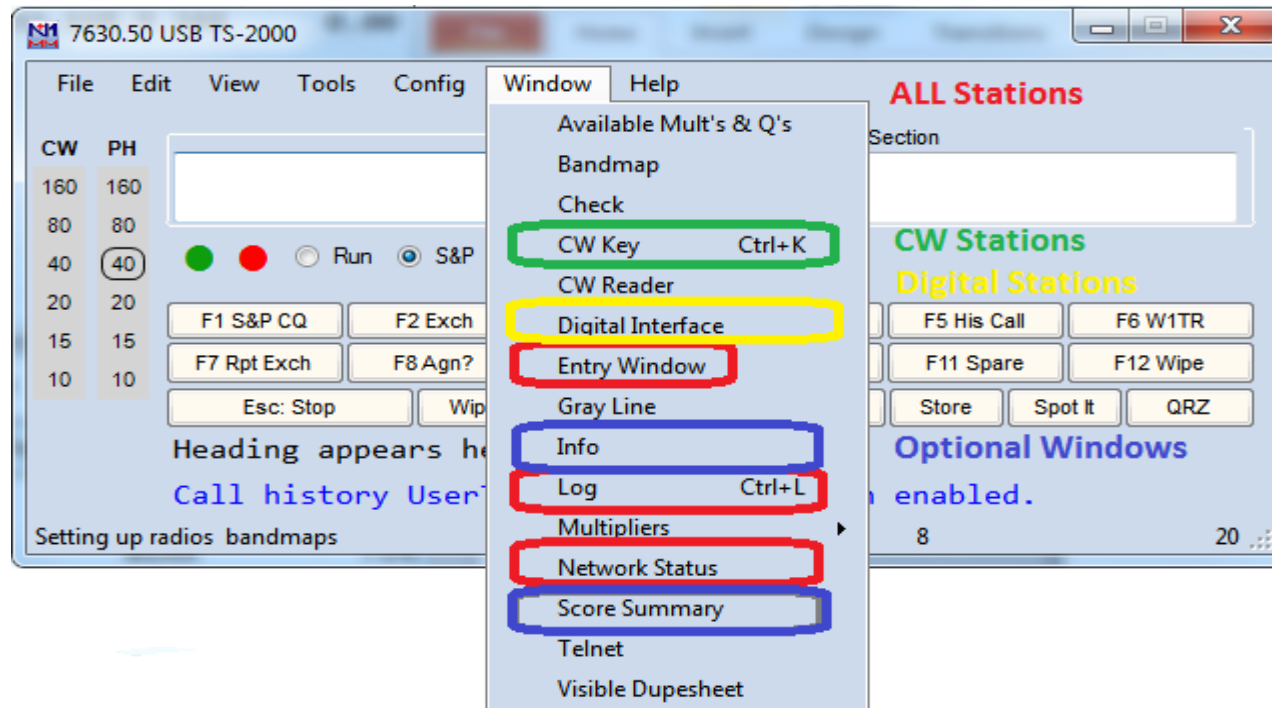 7630.50 USB TS-2000
File Edit View Tools Config Window Help
ALL Stations
Available Mult's & Q's
Section
CW PH
Bandmap
160 160
Check
80 80
CW Key Ctrl+K
CW Stations
40 40
Run S&P
CW Reader
Digital Stations
20 20
F1 S&P CQ F2 Exch
Digital Interface
F5 His Call F6 W1TR
15 15
F7 Rpt Exch F8 Agn?
Entry Window
F11 Spare F12 Wipe
10 10
Esc: Stop Wip
Gray Line
Store Spot It QRZ
Heading appears he
Info
Optional Windows
Call history User
Log Ctrl+L
enabled.
Setting up radios bandmaps
Multipliers
8 20
Network Status
Score Summary
Telnet
Visible Dupesheet